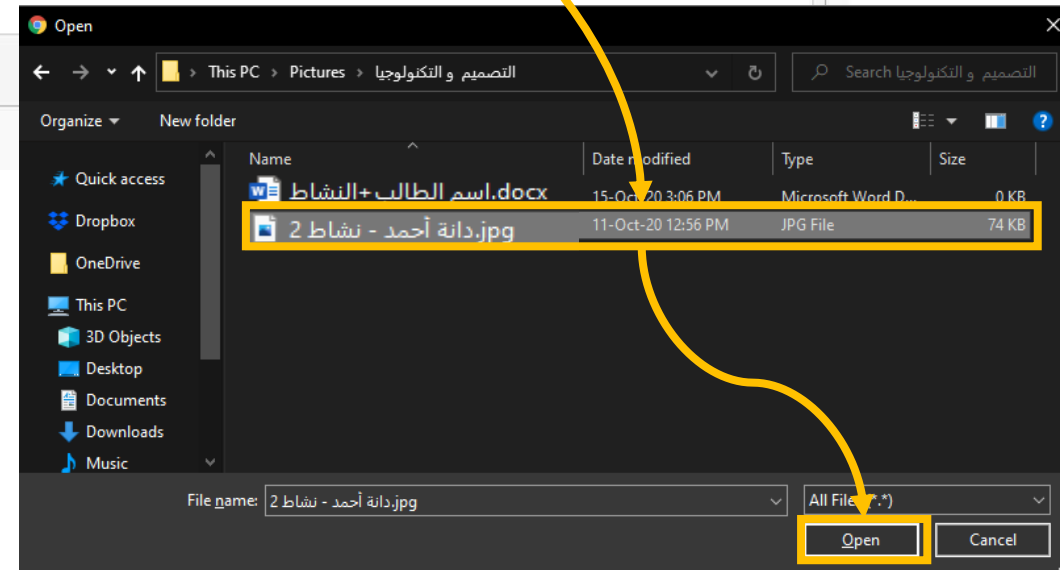 Open
This PC > Pictures > التصميم و التكنولوجيا
Search التصميم و التكنولوجيا
Organize
New folder
Name
Date modified
Type
Size
Quick access
Dropbox
OneDrive
This PC
3D Objects
Desktop
Documents
Downloads
Music
اسم الطالب+النشاط.docx
15-Oct-20 3:06 PM
Microsoft Word D...
0 KB
دانة أحمد - نشاط 2.jpg
11-Oct-20 12:56 PM
JPG File
74 KB
File name:
دانة أحمد - نشاط 2.jpg
All Files (*.*)
Open
Cancel